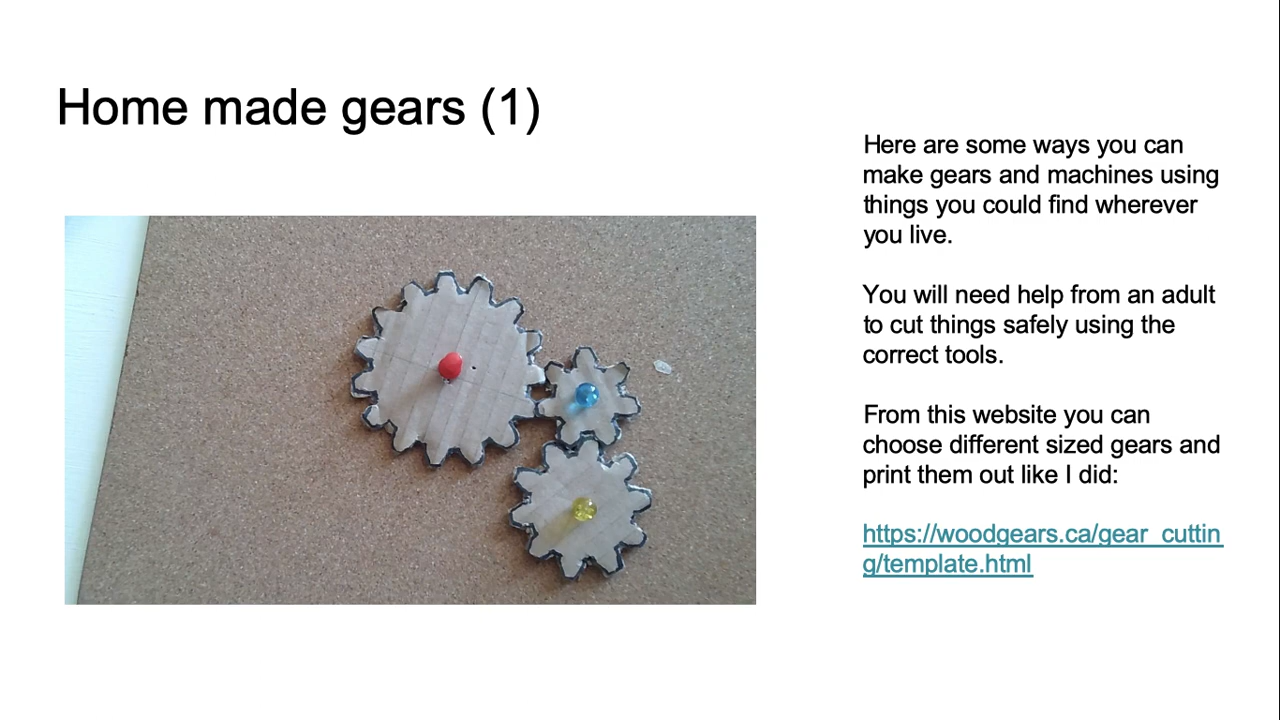 Home made gears (1)
Here are some ways you can
make gears and machines using
things you could find wherever
you live.
You will need help from an adult
to cut things safely using the
correct tools.
From this website you can
choose different sized gears and
print them out like I did:
https://woodgears.ca/gear_cuttin
g/template.html